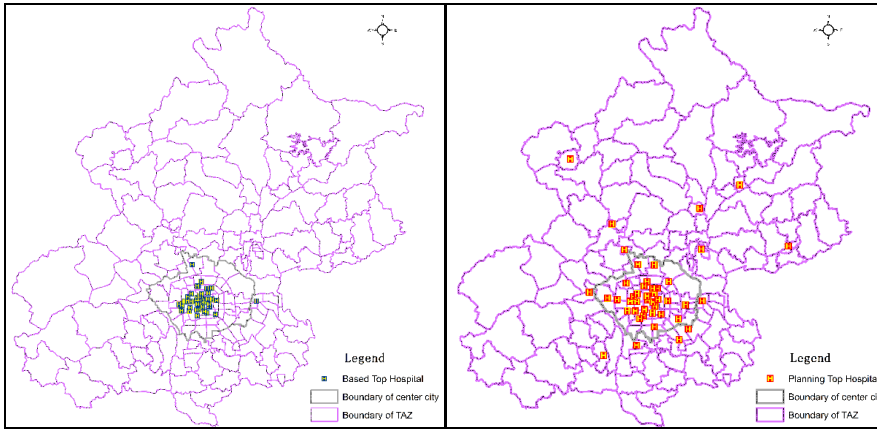 Legend
Based Top Hospital
Boundary of center city
Boundary of TAZ
Legend
Planning Top Hospita
Boundary of center ci
Boundary of TAZ